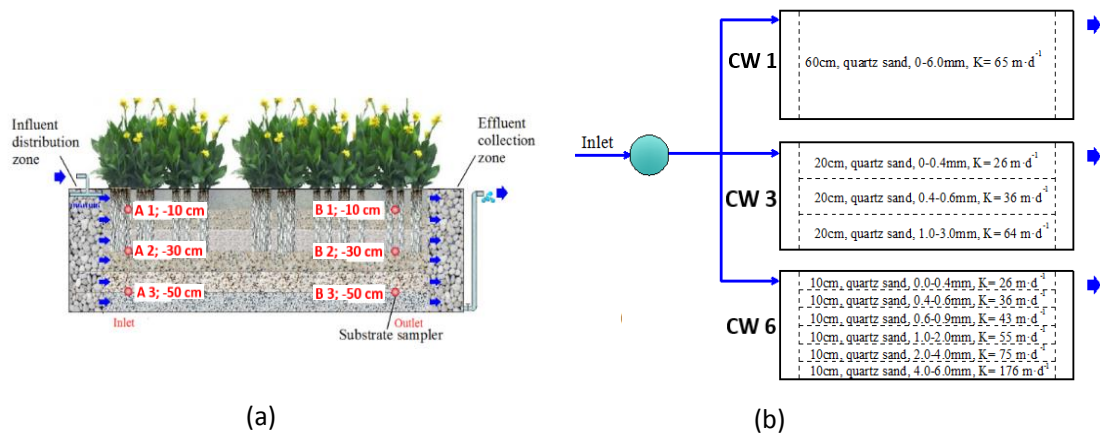 Influent
distribution
zone
Effluent
collection
zone
A 1; -10 cm
B 1; -10 cm
A 2; -30 cm
B 2; -30 cm
A 3; -50 cm
B 3; -50 cm
Inlet
Outlet
Substrate sampler
(a)
Inlet
CW 1
60cm, quartz sand, 0-6.0mm, K= 65 m·d⁻¹
CW 3
20cm, quartz sand, 0-0.4mm, K= 26 m·d⁻¹
20cm, quartz sand, 0.4-0.6mm, K= 36 m·d⁻¹
20cm, quartz sand, 1.0-3.0mm, K= 64 m·d⁻¹
CW 6
10cm, quartz sand, 0.0-0.4mm, K= 26 m·d⁻¹
10cm, quartz sand, 0.4-0.6mm, K= 36 m·d⁻¹
10cm, quartz sand, 0.6-0.9mm, K= 43 m·d⁻¹
10cm, quartz sand, 1.0-2.0mm, K= 55 m·d⁻¹
10cm, quartz sand, 2.0-4.0mm, K= 75 m·d⁻¹
10cm, quartz sand, 4.0-6.0mm, K= 176 m·d⁻¹
(b)